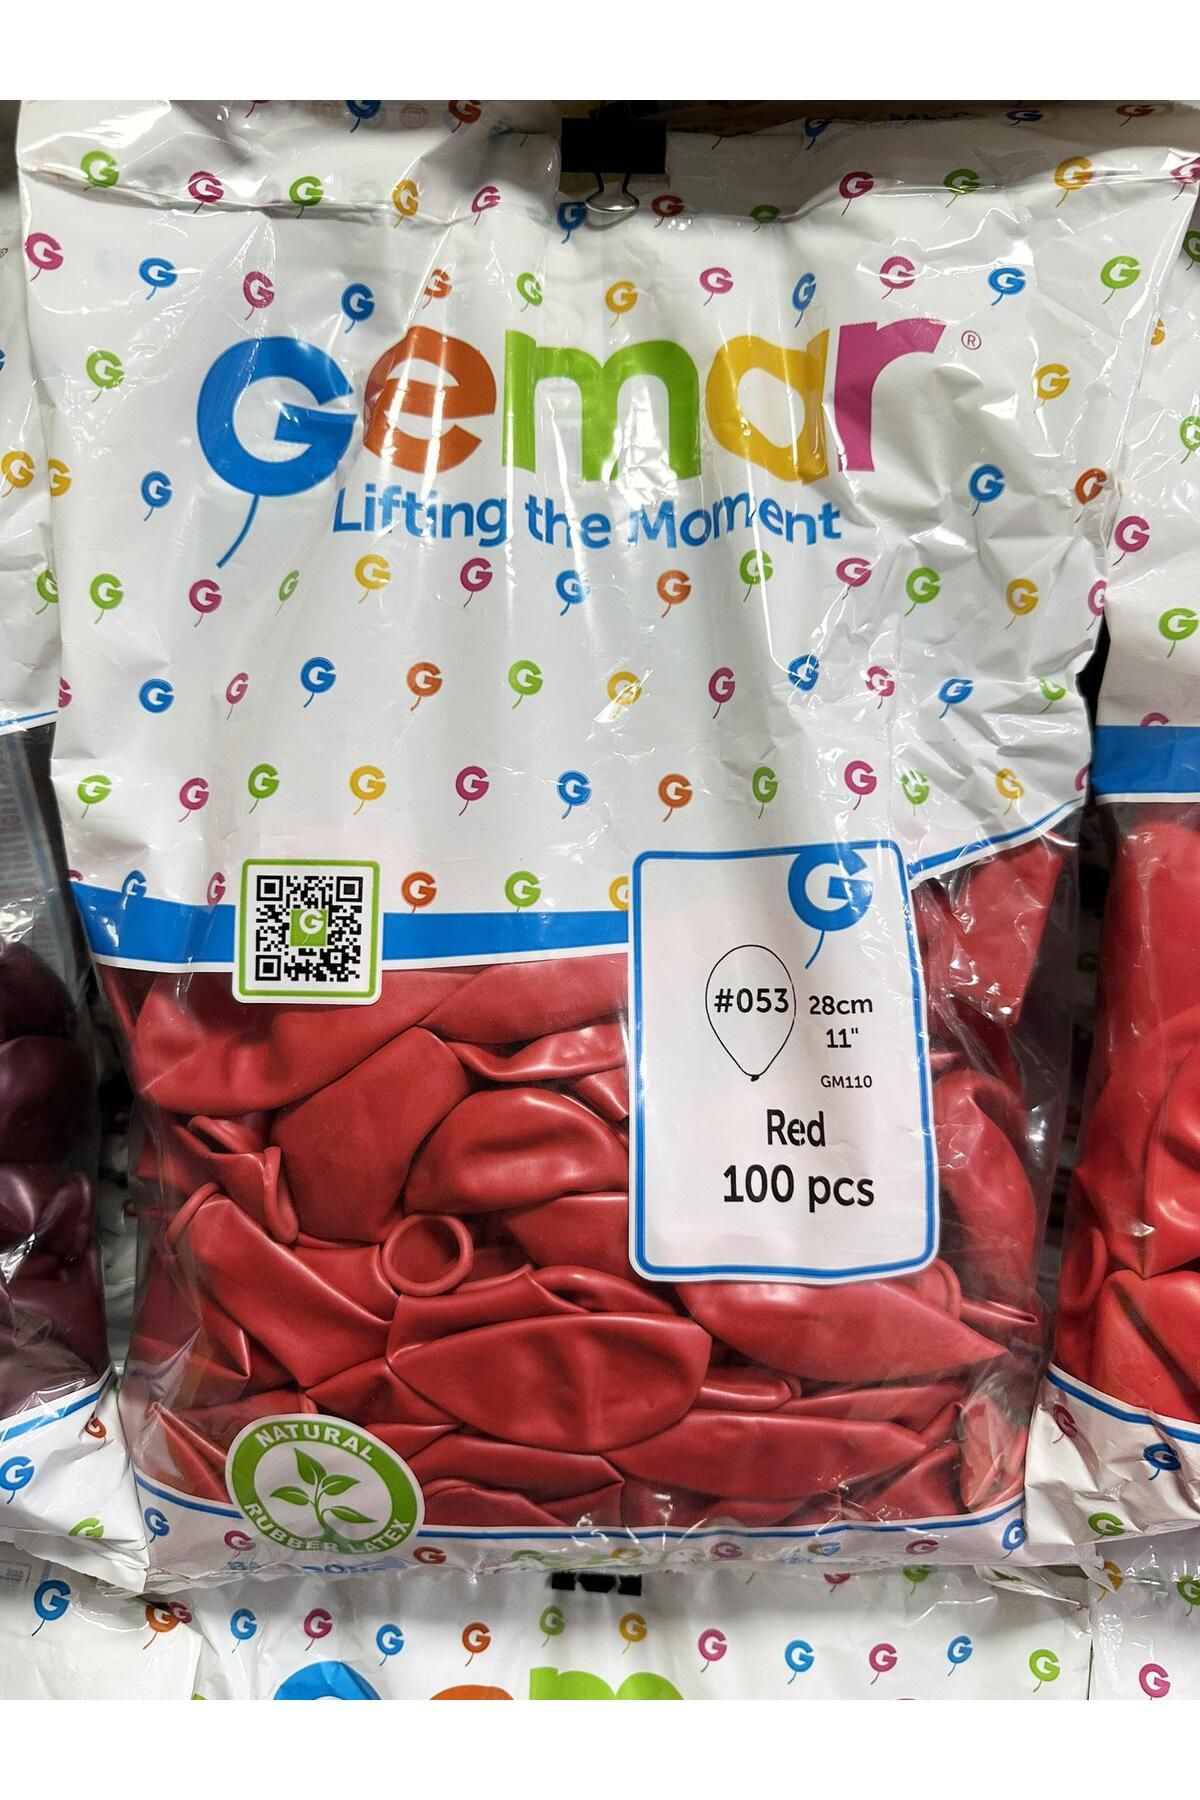 Gemar®
Lifting the Moment
G
#053
28cm
11"
GM110
Red
100 pcs
NATURAL
RUBBER LATEX